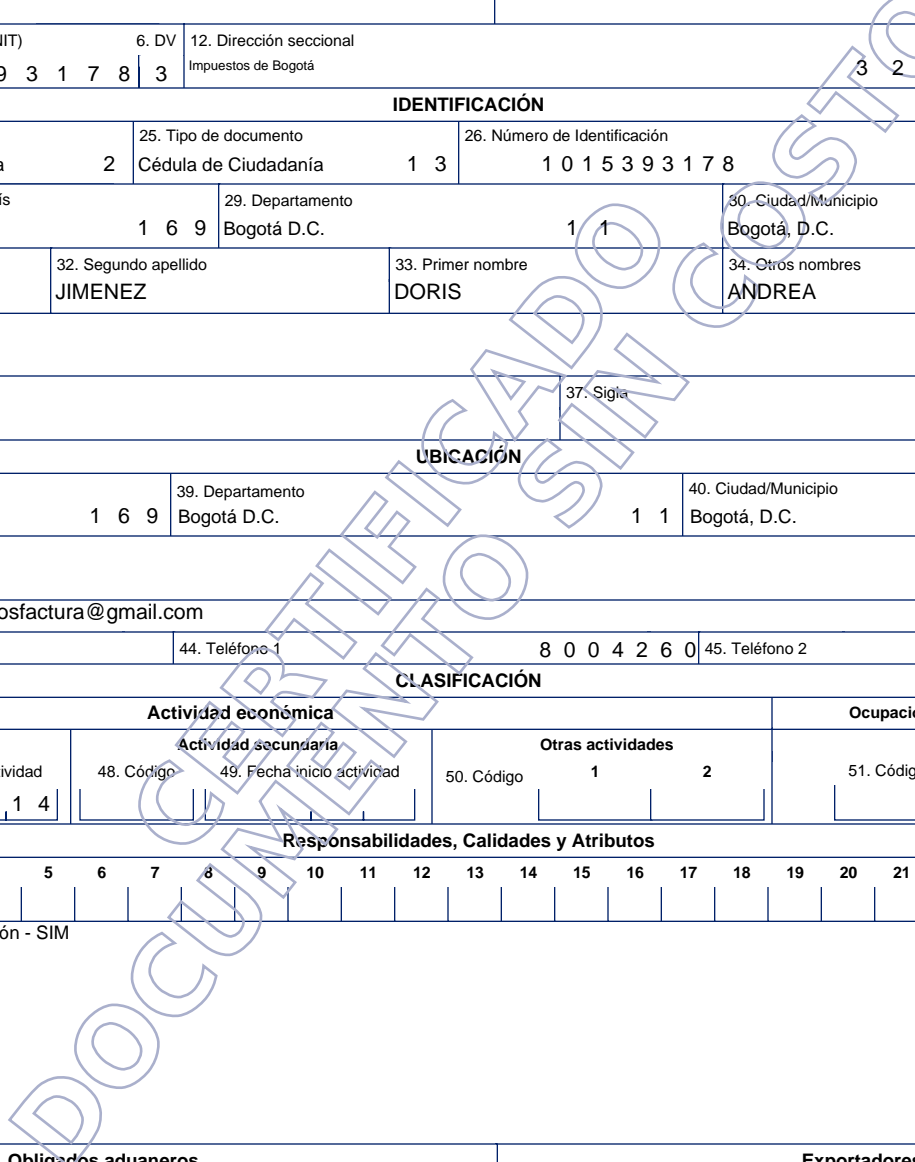 NIT) 6. DV 12. Dirección seccional
9 3 1 7 8 3 Impuestos de Bogotá 3 2
IDENTIFICACIÓN
25. Tipo de documento 26. Número de Identificación
a 2 Cédula de Ciudadanía 1 3 1 0 1 5 3 9 3 1 7 8
ís 29. Departamento 30. Ciudad/Municipio
1 6 9 Bogotá D.C. 1 1 Bogotá, D.C.
32. Segundo apellido 33. Primer nombre 34. Otros nombres
JIMENEZ DORIS ANDREA
37. Sigla
UBICACIÓN
39. Departamento 40. Ciudad/Municipio
1 6 9 Bogotá D.C. 1 1 Bogotá, D.C.
osfactura@gmail.com
44. Teléfono 1 8 0 0 4 2 6 0 45. Teléfono 2
CLASIFICACIÓN
Actividad económica Ocupació
Actividad secundaria Otras actividades
ividad 48. Código 49. Fecha inicio actividad 50. Código 1 2 51. Códig
1 4
Responsabilidades, Calidades y Atributos
5 6 7 8 9 10 11 12 13 14 15 16 17 18 19 20 21
ón - SIM
Obligados aduaneros Exportadores
CERTIFICADO
DOCUMENTO SIN COSTO